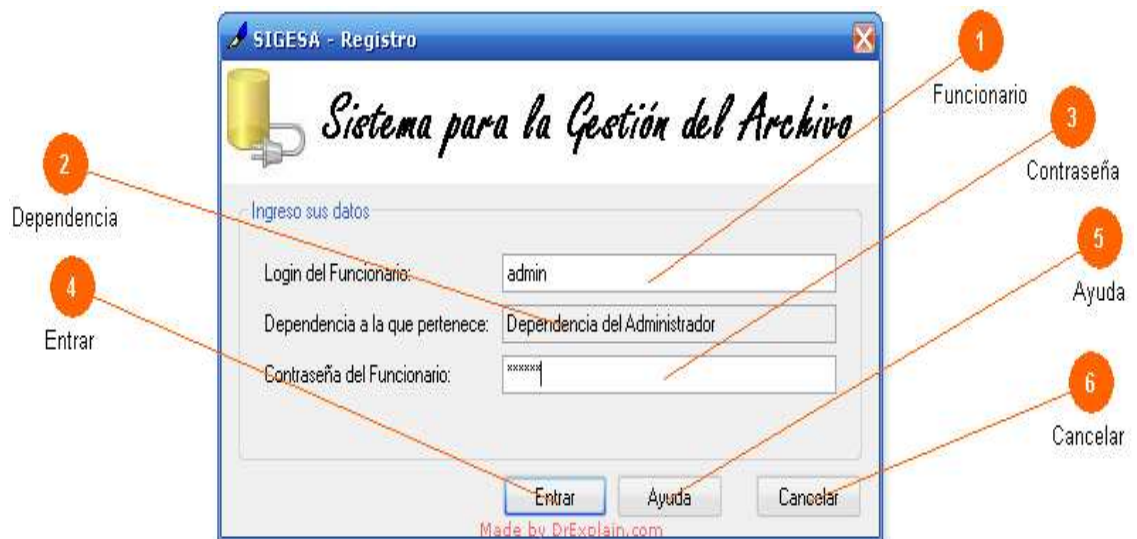 SIGESA - Registro
1
Funcionario
Sistema para la Gestión del Archivo
3
Contraseña
2
Dependencia
Ingreso sus datos
5
Ayuda
Login del Funcionario: admin
4
Entrar
Dependencia a la que pertenece: Dependencia del Administrador
Contraseña del Funcionario: xxxxxx
6
Cancelar
Entrar Ayuda Cancelar
Made by DrExplain.com